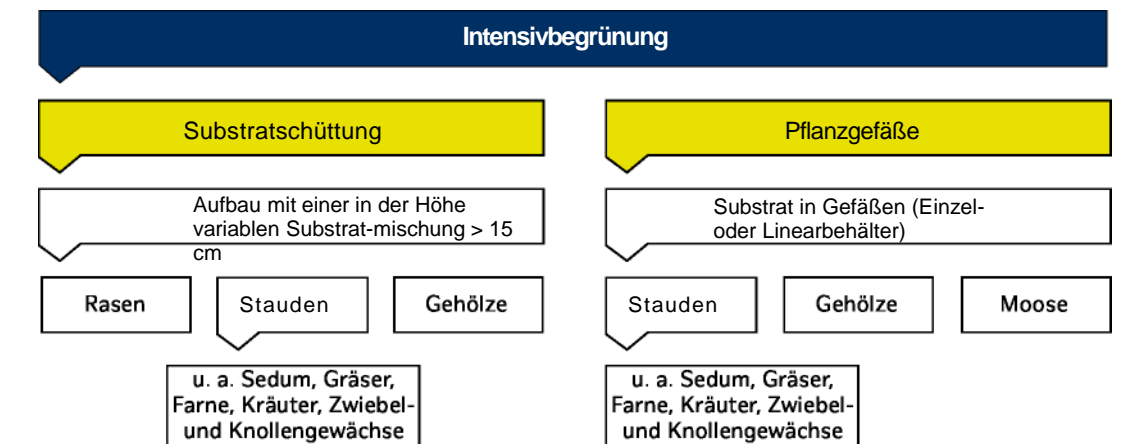 Intensivbegrünung
Substratschüttung
Pflanzgefäße
Aufbau mit einer in der Höhe
variablen Substrat-mischung > 15
cm
Substrat in Gefäßen (Einzel-
oder Linearbehälter)
Rasen
Stauden
Gehölze
Stauden
Gehölze
Moose
u. a. Sedum, Gräser,
Farne, Kräuter, Zwiebel-
und Knollengewächse
u. a. Sedum, Gräser,
Farne, Kräuter, Zwiebel-
und Knollengewächse